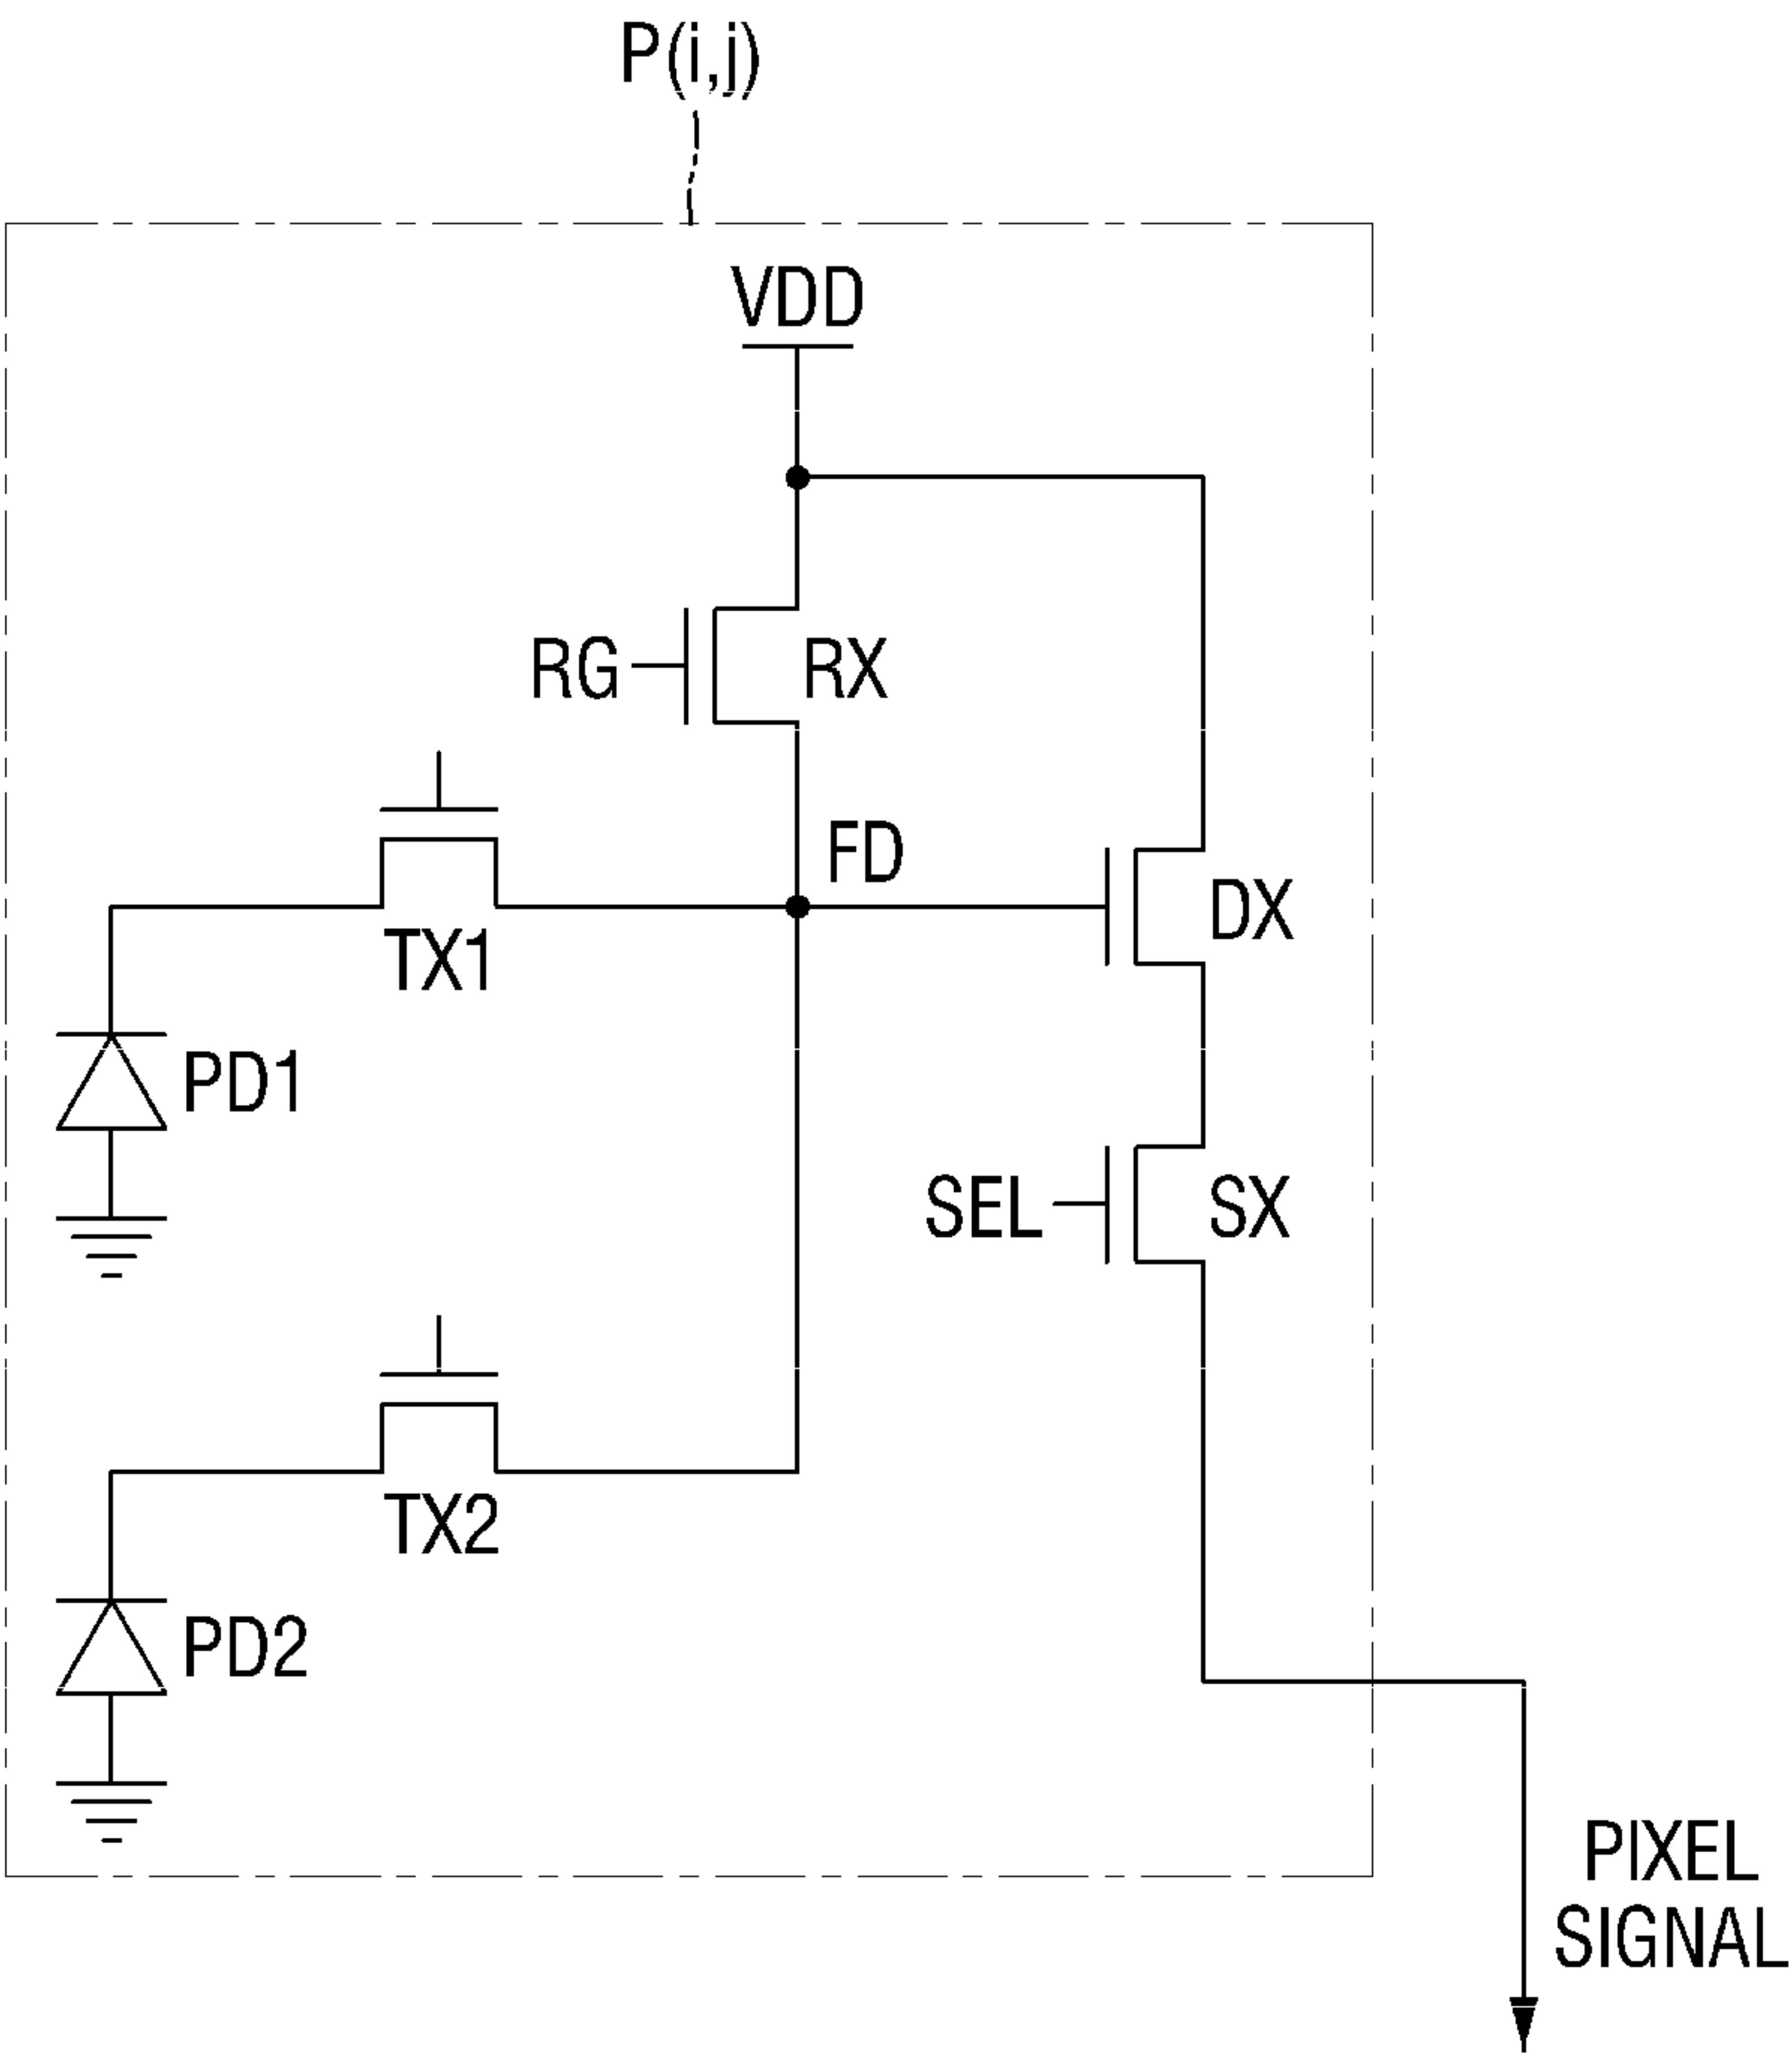 P(i,j)
VDD
RG
RX
FD
DX
TX1
PD1
SEL
SX
TX2
PD2
PIXEL
SIGNAL